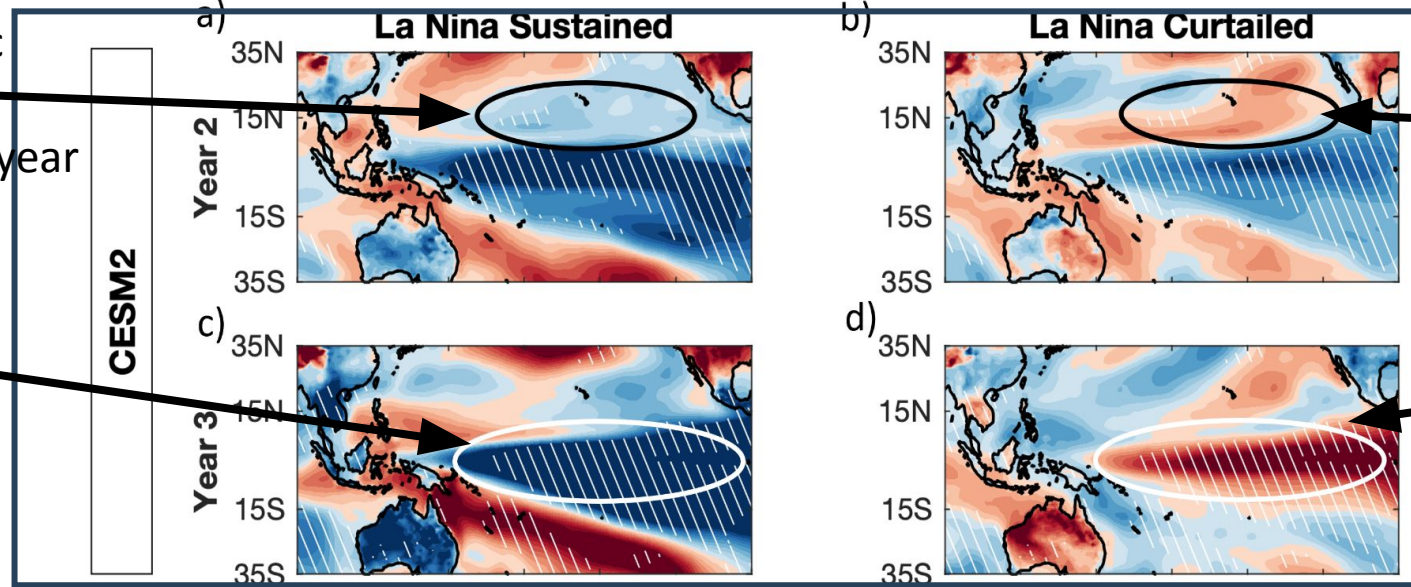 c
year
CESM2
a)
La Nina Sustained
b)
La Nina Curtailed
Year 2
35N
15N
15S
35S
35N
15N
15S
35S
c)
d)
Year 3
35N
15N
15S
35S
35N
15N
15S
35S